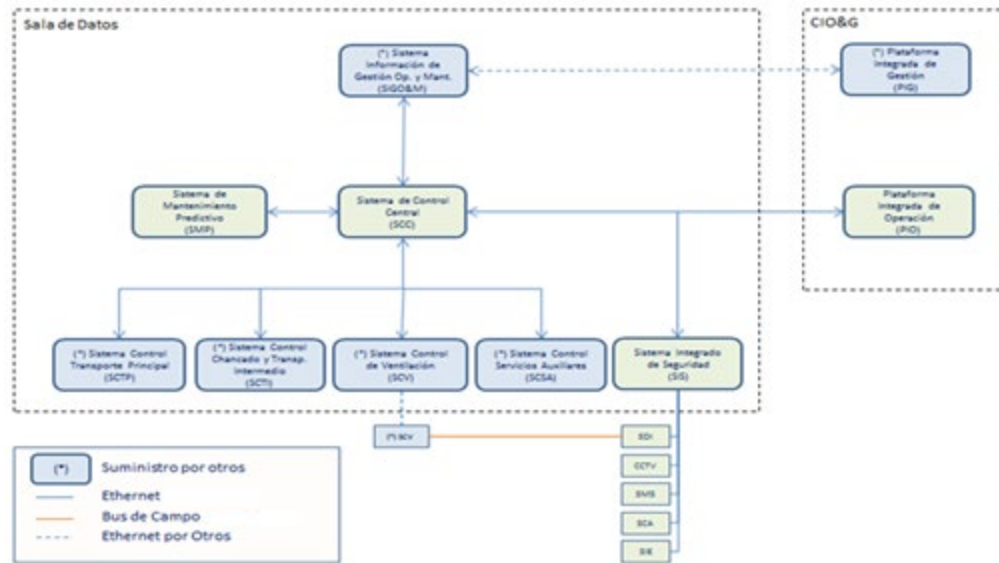 Sala de Datos
CIO&G
(*) Sistema
Información de
Gestión Op. y Mant.
(SIGO&M)
(*) Plataforma
Integrada de
Gestión
(PIG)
Sistema de
Mantenimiento
Predictivo
(SMP)
Sistema de Control
Central
(SCC)
Plataforma
Integrada de
Operación
(PIO)
(*) Sistema Control
Transporte Principal
(SCTP)
(*) Sistema Control
Chancado y Transp.
Intermedio
(SCTI)
(*) Sistema Control
de Ventilación
(SCV)
(*) Sistema Control
Servicios Auxiliares
(SCSA)
Sistema Integrado
de Seguridad
(SIS)
(*) SCV
SDI
CCTV
SMS
SCA
SIE
(*) Suministro por otros
Ethernet
Bus de Campo
Ethernet por Otros